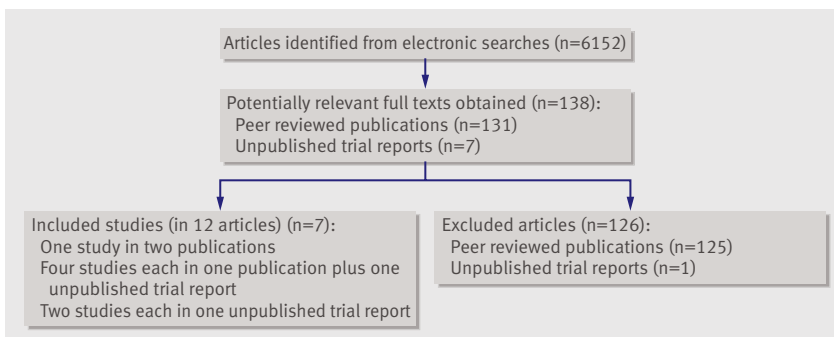 Articles identified from electronic searches (n=6152)
Potentially relevant full texts obtained (n=138):
Peer reviewed publications (n=131)
Unpublished trial reports (n=7)
Included studies (in 12 articles) (n=7):
One study in two publications
Four studies each in one publication plus one
unpublished trial report
Two studies each in one unpublished trial report
Excluded articles (n=126):
Peer reviewed publications (n=125)
Unpublished trial reports (n=1)